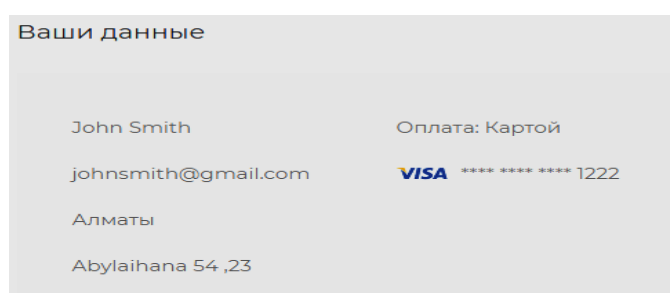 Ваши данные
John Smith
johnsmith@gmail.com
Алматы
Abylaihana 54 ,23
Оплата: Картой
VISA **** **** **** 1222